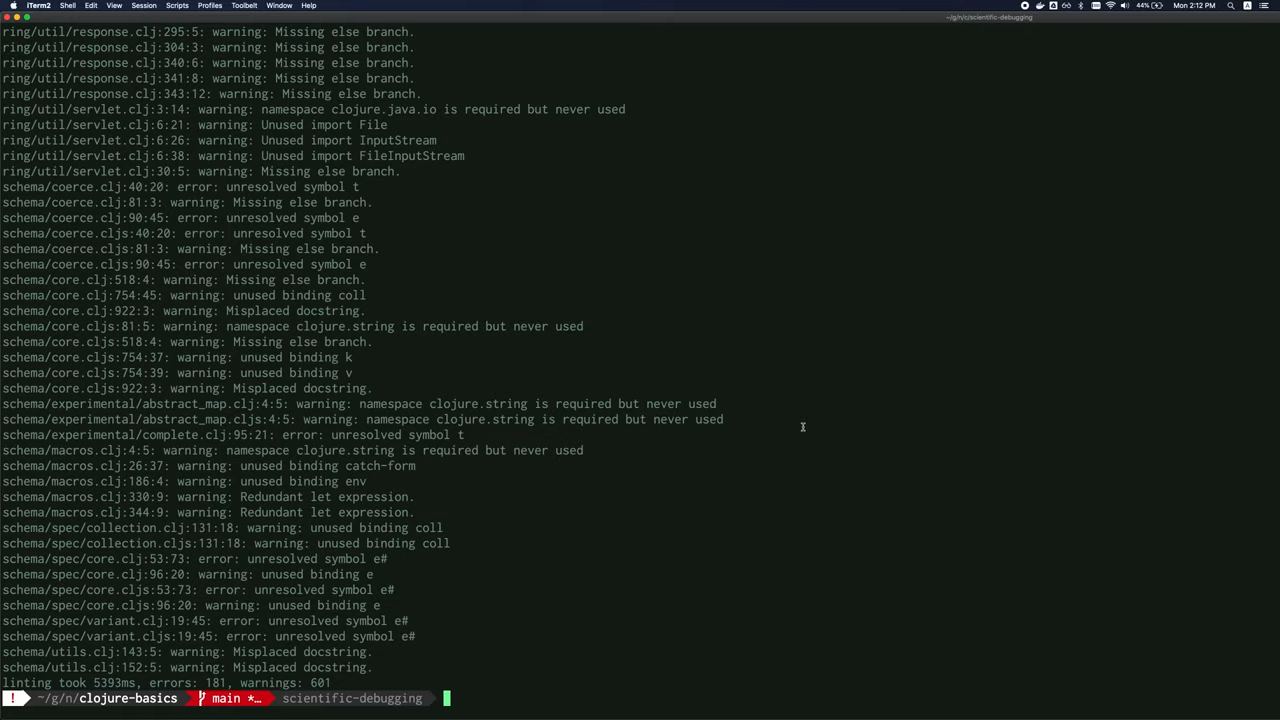 iTerm2 Shell Edit View Session Scripts Profiles Toolbelt Window Help 44% Mon 2:12 PM
~/g/n/c/scientific-debugging
ring/util/response.clj:295:5: warning: Missing else branch.
ring/util/response.clj:304:3: warning: Missing else branch.
ring/util/response.clj:340:6: warning: Missing else branch.
ring/util/response.clj:341:8: warning: Missing else branch.
ring/util/response.clj:343:12: warning: Missing else branch.
ring/util/servlet.clj:3:14: warning: namespace clojure.java.io is required but never used
ring/util/servlet.clj:6:21: warning: Unused import File
ring/util/servlet.clj:6:26: warning: Unused import InputStream
ring/util/servlet.clj:6:38: warning: Unused import FileInputStream
ring/util/servlet.clj:30:5: warning: Missing else branch.
schema/coerce.clj:40:20: error: unresolved symbol t
schema/coerce.clj:81:3: warning: Missing else branch.
schema/coerce.clj:90:45: error: unresolved symbol e
schema/coerce.cljs:40:20: error: unresolved symbol t
schema/coerce.cljs:81:3: warning: Missing else branch.
schema/coerce.cljs:90:45: error: unresolved symbol e
schema/core.clj:518:4: warning: Missing else branch.
schema/core.clj:754:45: warning: unused binding coll
schema/core.clj:922:3: warning: Misplaced docstring.
schema/core.cljs:81:5: warning: namespace clojure.string is required but never used
schema/core.cljs:518:4: warning: Missing else branch.
schema/core.cljs:754:37: warning: unused binding k
schema/core.cljs:754:39: warning: unused binding v
schema/core.cljs:922:3: warning: Misplaced docstring.
schema/experimental/abstract_map.clj:4:5: warning: namespace clojure.string is required but never used
schema/experimental/abstract_map.cljs:4:5: warning: namespace clojure.string is required but never used
schema/experimental/complete.clj:95:21: error: unresolved symbol t
schema/macros.clj:4:5: warning: namespace clojure.string is required but never used
schema/macros.clj:26:37: warning: unused binding catch-form
schema/macros.clj:186:4: warning: unused binding env
schema/macros.clj:330:9: warning: Redundant let expression.
schema/macros.clj:344:9: warning: Redundant let expression.
schema/spec/collection.clj:131:18: warning: unused binding coll
schema/spec/collection.cljs:131:18: warning: unused binding coll
schema/spec/core.clj:53:73: error: unresolved symbol e#
schema/spec/core.clj:96:20: warning: unused binding e
schema/spec/core.cljs:53:73: error: unresolved symbol e#
schema/spec/core.cljs:96:20: warning: unused binding e
schema/spec/variant.clj:19:45: error: unresolved symbol e#
schema/spec/variant.cljs:19:45: error: unresolved symbol e#
schema/utils.clj:143:5: warning: Misplaced docstring.
schema/utils.clj:152:5: warning: Misplaced docstring.
linting took 5393ms, errors: 181, warnings: 601
! ~/g/n/clojure-basics main *… scientific-debugging